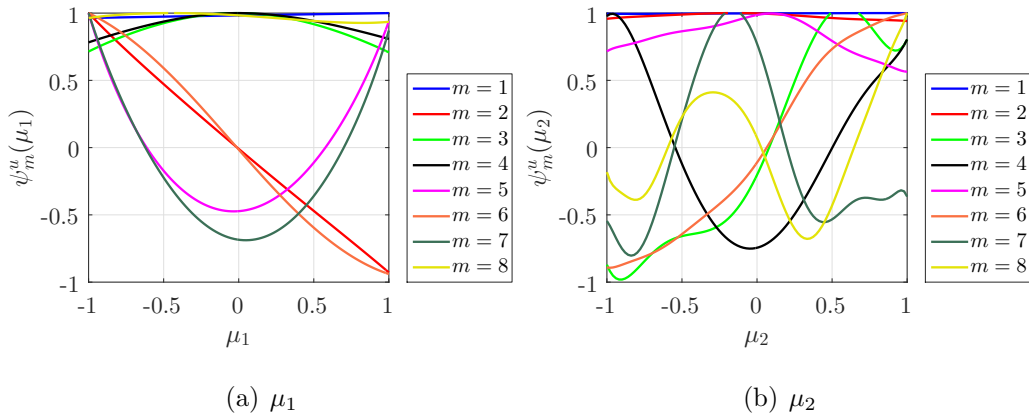 1
0.5
0
-0.5
-1
-1
-0.5
0
0.5
1
ψᵘₘ(μ₁)
μ₁
m = 1
m = 2
m = 3
m = 4
m = 5
m = 6
m = 7
m = 8
(a) μ₁
1
0.5
0
-0.5
-1
-1
-0.5
0
0.5
1
ψᵘₘ(μ₂)
μ₂
m = 1
m = 2
m = 3
m = 4
m = 5
m = 6
m = 7
m = 8
(b) μ₂